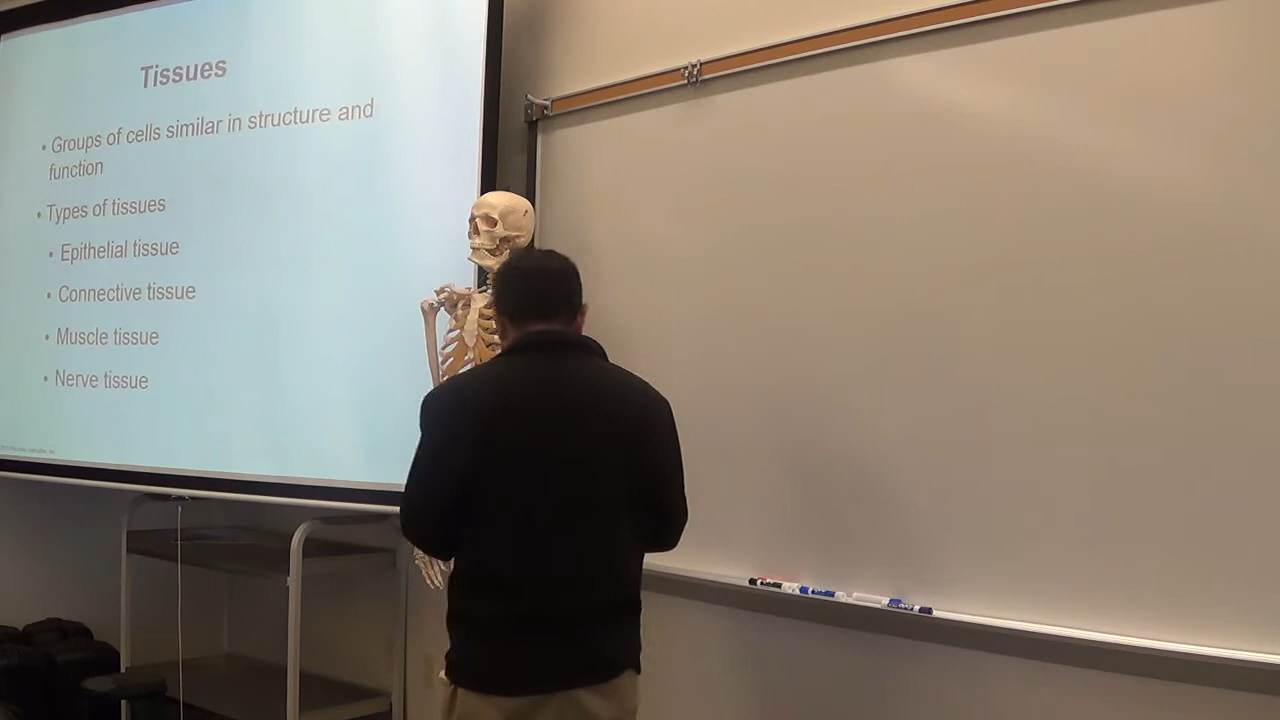 Tissues
• Groups of cells similar in structure and
function
• Types of tissues
• Epithelial tissue
• Connective tissue
• Muscle tissue
• Nerve tissue